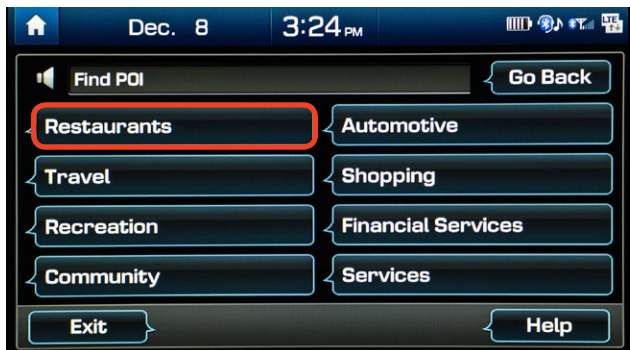 Dec. 8 3:24 PM LTE
Find POI Go Back
Restaurants Automotive
Travel Shopping
Recreation Financial Services
Community Services
Exit Help